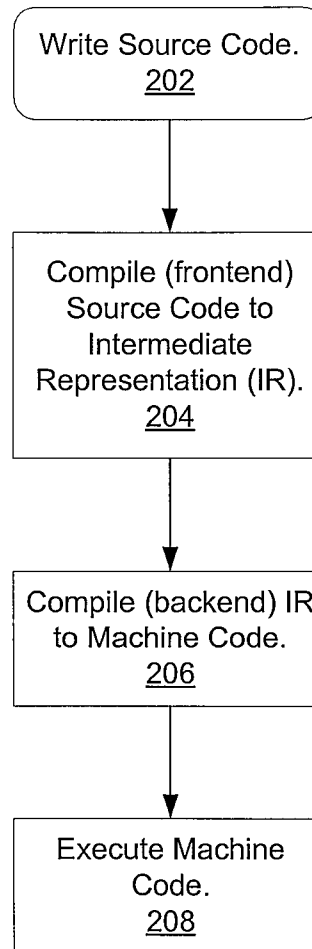 Write Source Code.
202
Compile (frontend)
Source Code to
Intermediate
Representation (IR).
204
Compile (backend) IR
to Machine Code.
206
Execute Machine
Code.
208